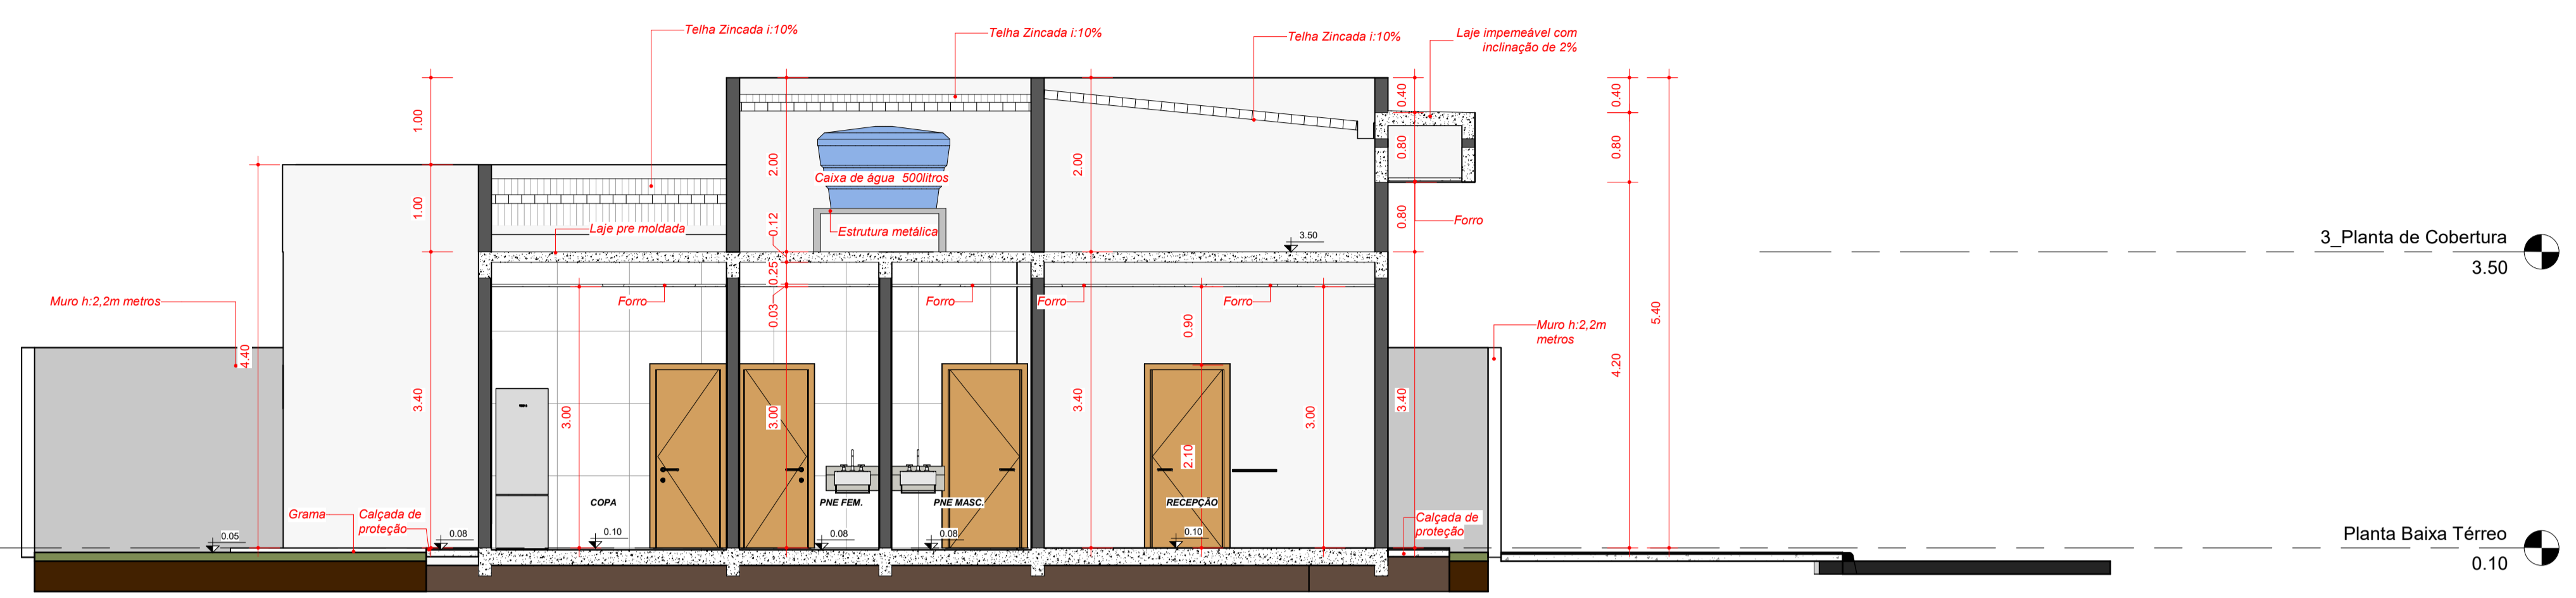 Telha Zincada i:10%
Telha Zincada i:10%
Telha Zincada i:10%
Laje impemeável com
inclinação de 2%
1.00
2.00
2.00
0.40
0.80
0.40
0.80
Caixa de água 500litros
1.00
0.12
Laje pre moldada
Estrutura metálica
0.80
Forro
3.50
3_Planta de Cobertura
3.50
0.25
Muro h:2,2m metros
Forro
0.03
Forro
Forro
Forro
0.90
5.40
Muro h:2,2m
metros
4.40
4.20
3.40
3.00
3.00
3.40
2.10
3.00
3.40
COPA
PNE FEM.
PNE MASC.
RECEPÇÃO
Grama
Calçada de
proteção
Calçada de
proteção
0.05
0.08
0.10
0.08
0.08
0.10
Planta Baixa Térreo
0.10